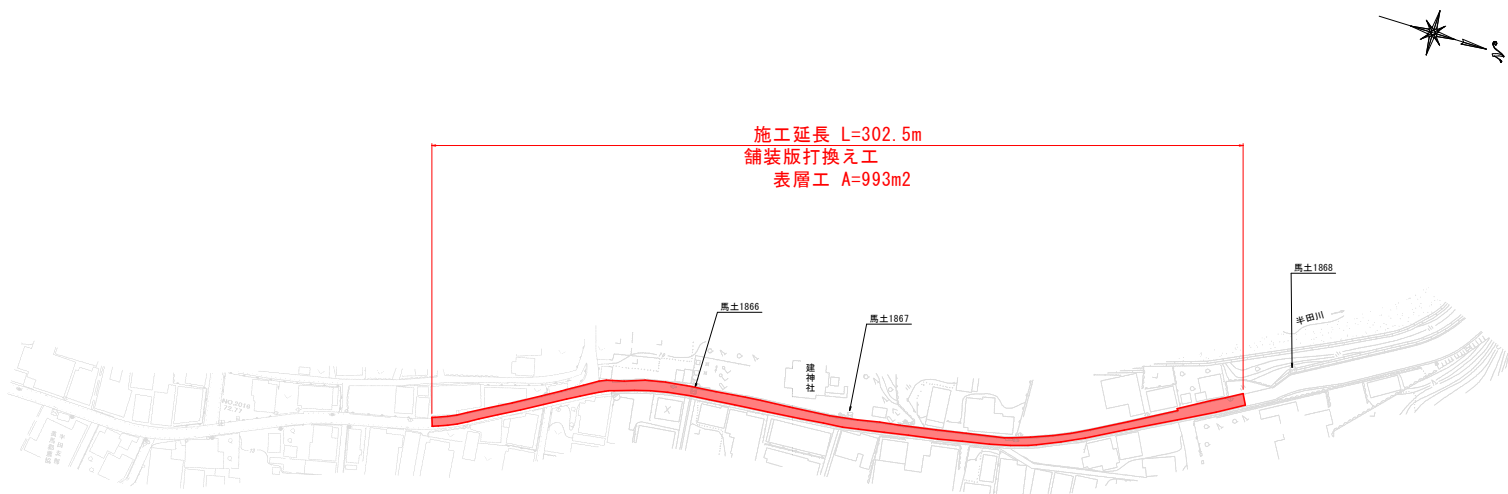 N
施工延長 L=302.5m
舗装版打換え工
表層工 A=993m2
馬土1868
馬土1866
馬土1867
半田川
建神社
NO.2016